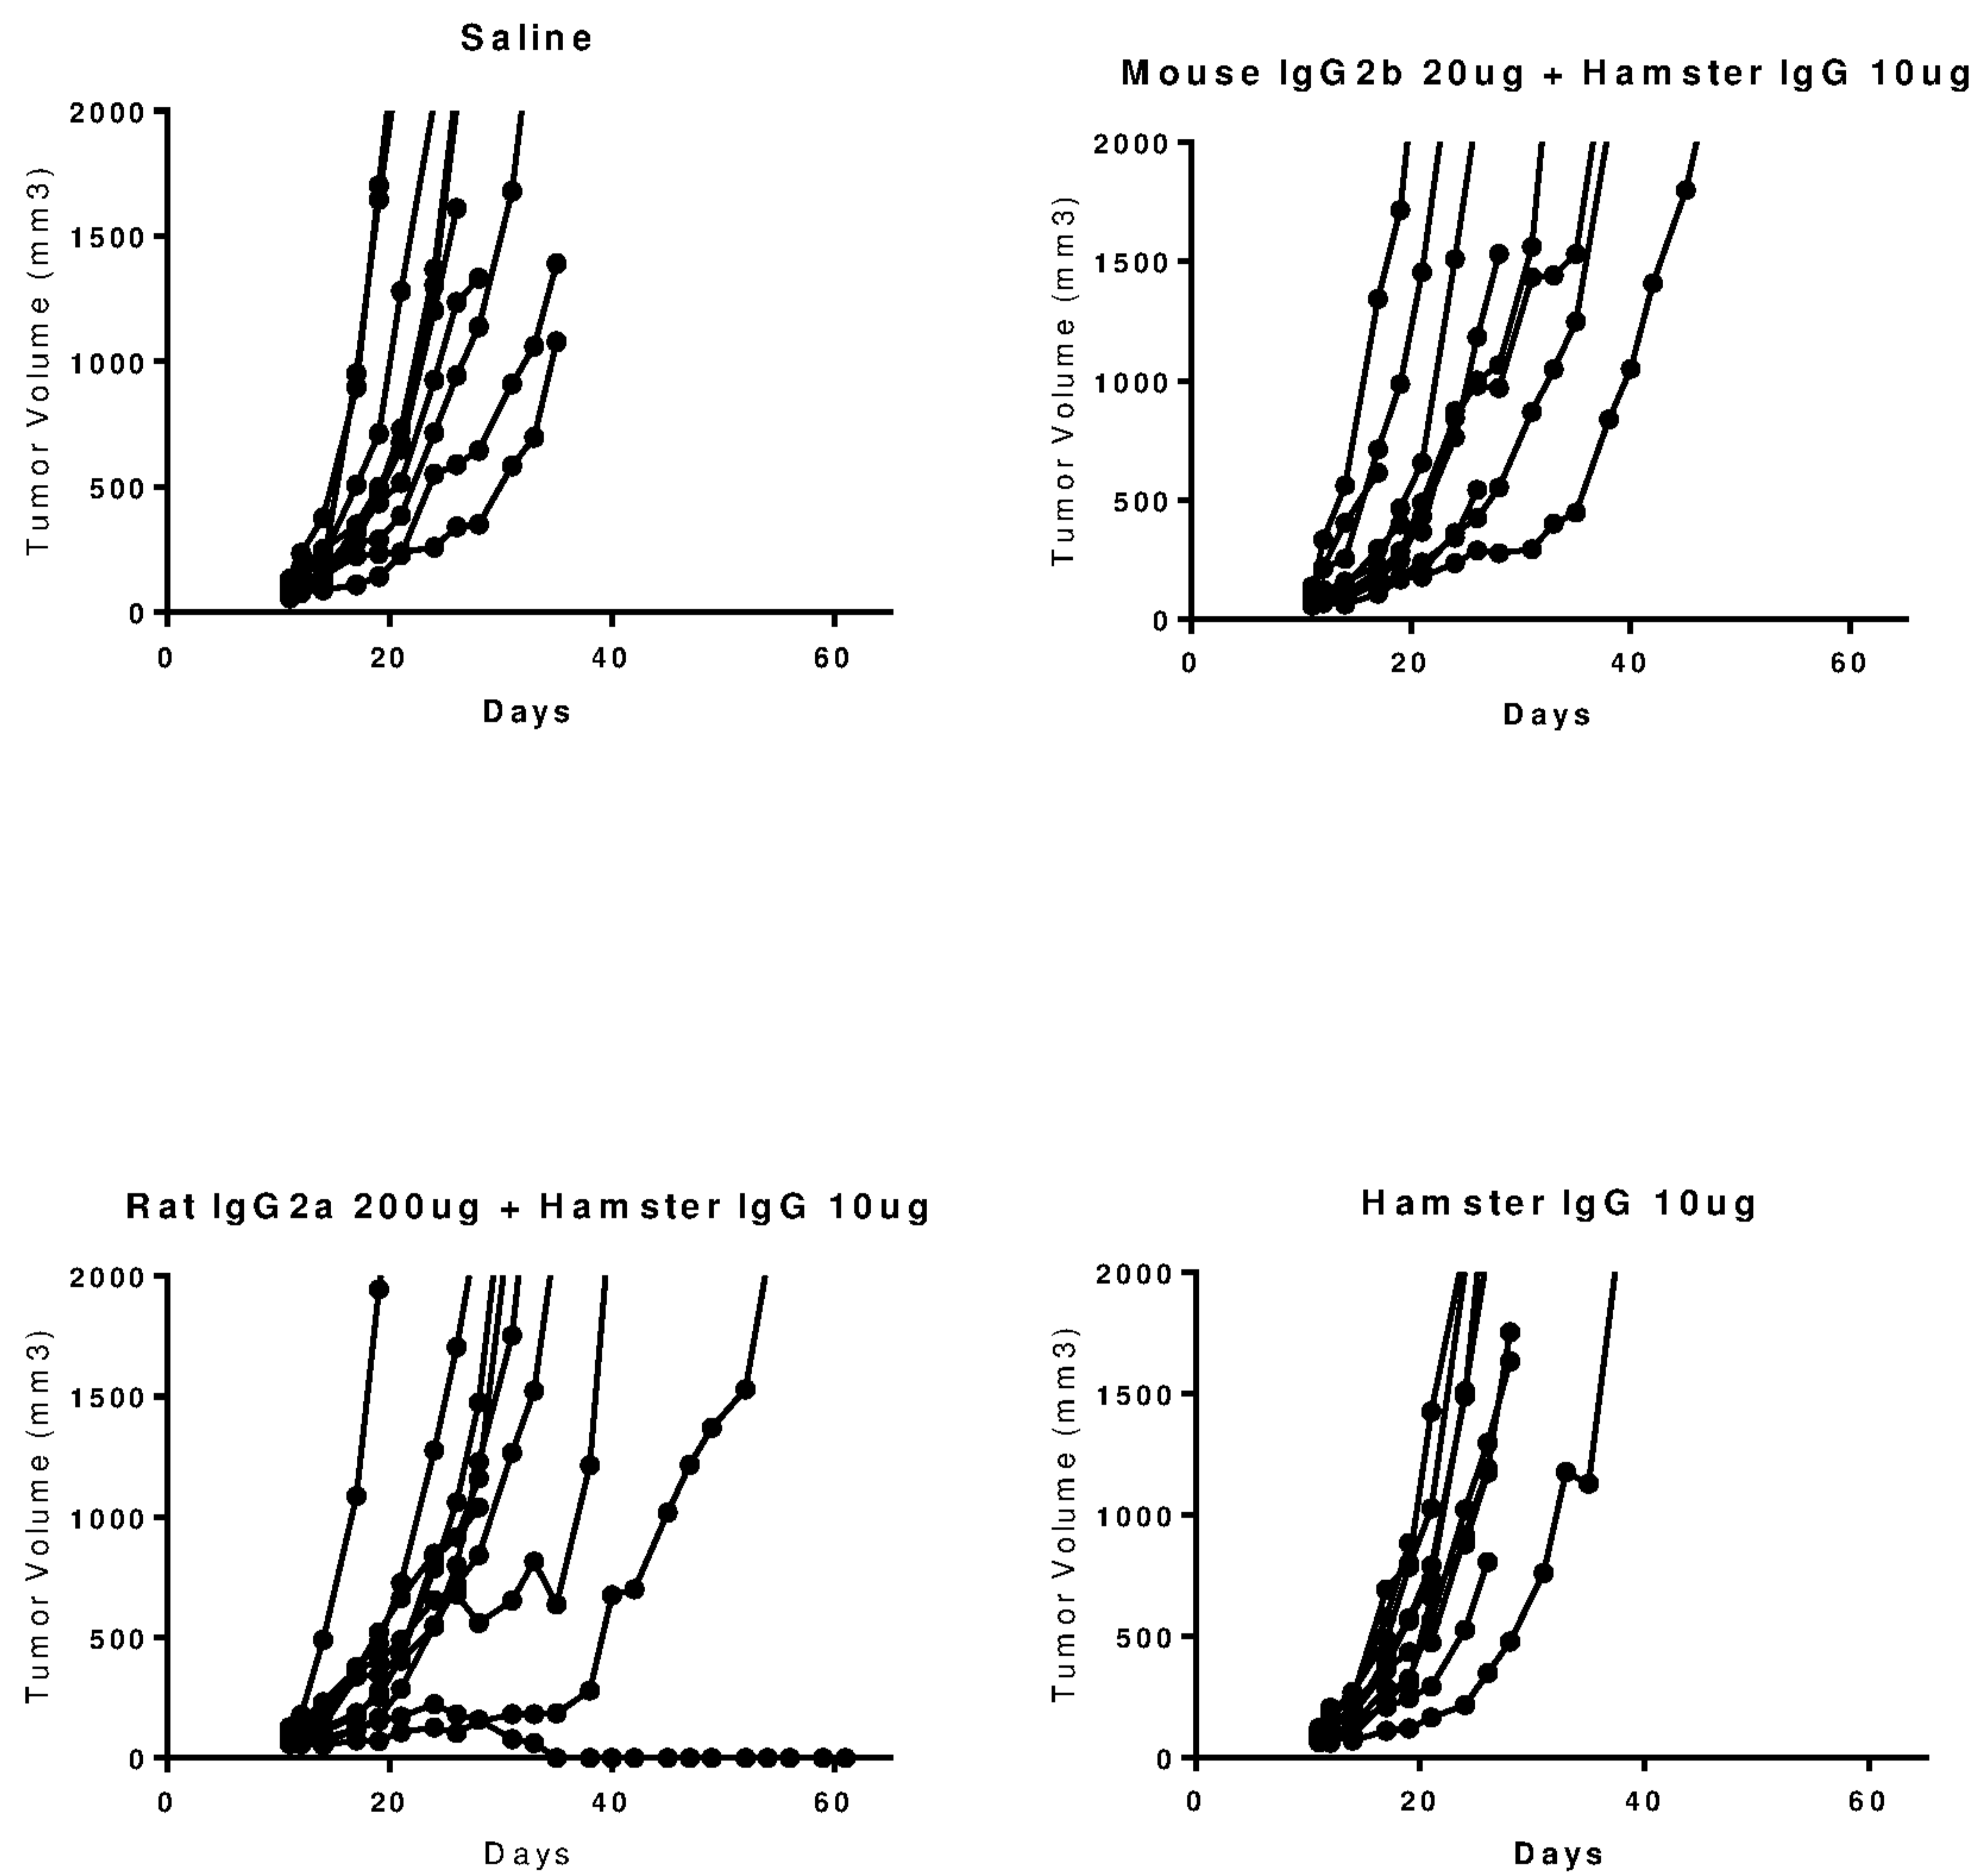 Saline
2000
1500
1000
500
0
Tumor Volume (mm3)
0 20 40 60
Days
Mouse IgG2b 20ug + Hamster IgG 10ug
2000
1500
1000
500
0
Tumor Volume (mm3)
0 20 40 60
Days
Rat IgG2a 200ug + Hamster IgG 10ug
2000
1500
1000
500
0
Tumor Volume (mm3)
0 20 40 60
Days
Hamster IgG 10ug
2000
1500
1000
500
0
Tumor Volume (mm3)
0 20 40 60
Days